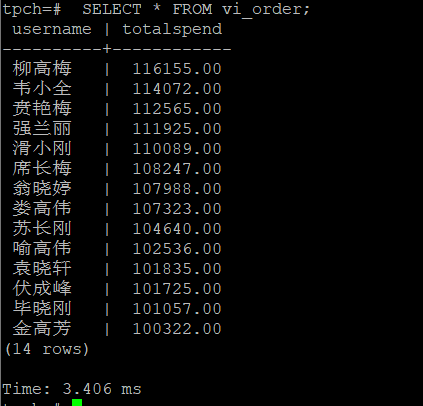 tpch=#  SELECT * FROM vi_order;
 username | totalspend
----------+------------
 柳高梅   |  116155.00
 韦小全   |  114072.00
 贲艳梅   |  112565.00
 强兰丽   |  111925.00
 滑小刚   |  110089.00
 席长梅   |  108247.00
 翁晓婷   |  107988.00
 娄高伟   |  107323.00
 苏长刚   |  104640.00
 喻高伟   |  102536.00
 袁晓轩   |  101835.00
 伏成峰   |  101725.00
 毕晓刚   |  101057.00
 金高芳   |  100322.00
(14 rows)
Time: 3.406 ms